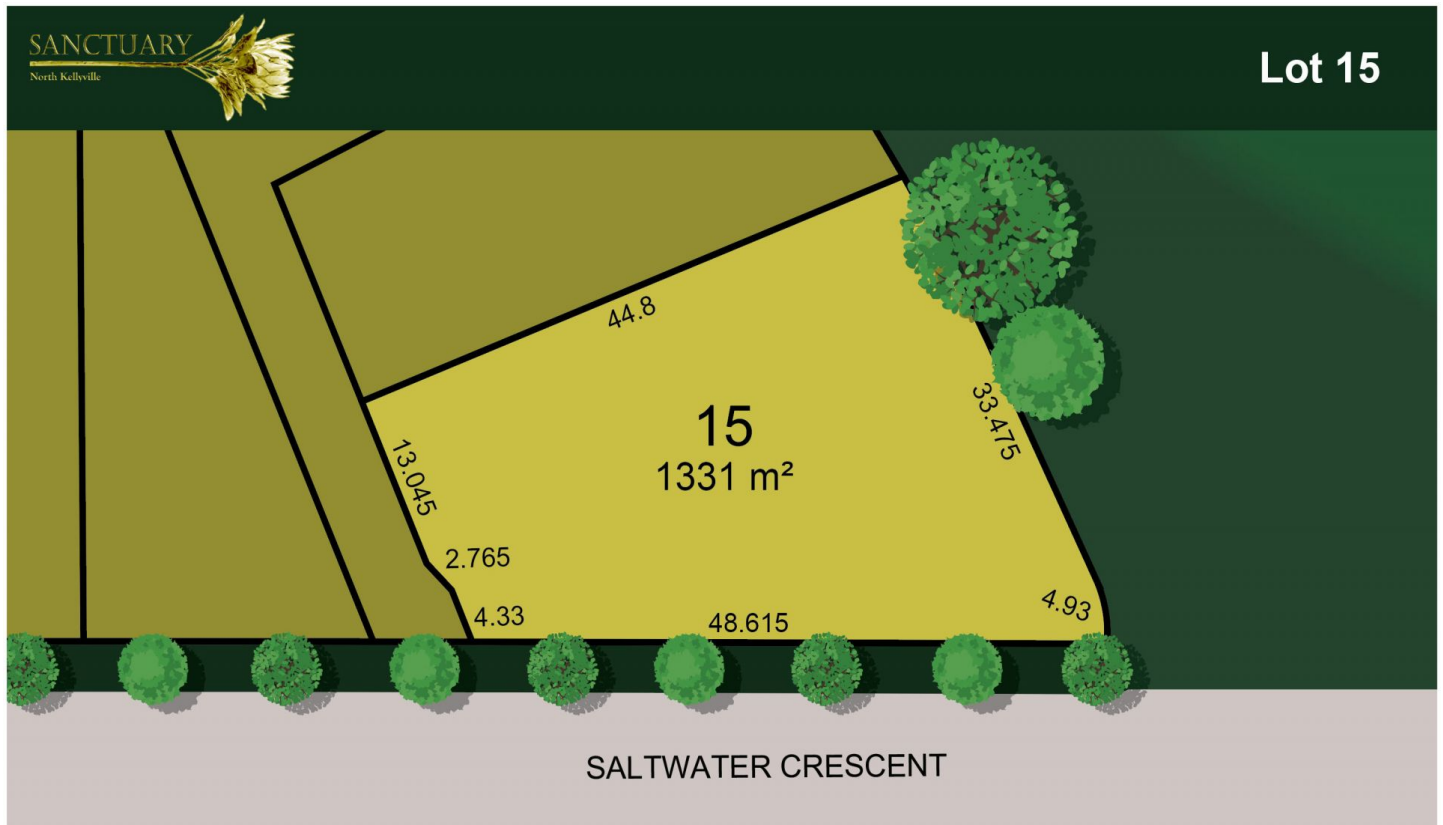 SANCTUARY
North Kellyville
Lot 15
44.8
33.475
15
1331 m²
13.045
2.765
4.33
48.615
4.93
SALTWATER CRESCENT